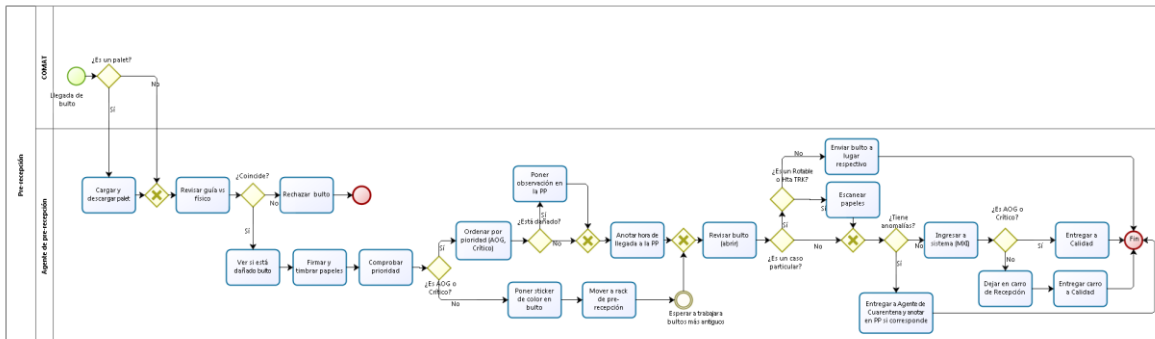 Pre-recepción
COMAT
Agente de pre-recepción
¿Es un palet?
Llegada de
bulto
No
Sí
Cargar y
descargar palet
Revisar guía vs
físico
¿Coincide?
No
Rechazar bulto
Sí
Ver si está
dañado bulto
Firmar y
timbrar papeles
Comprobar
prioridad
¿Es AOG o
Crítico?
Sí
No
Ordenar por
prioridad (AOG,
Crítico)
Poner
observación en
la PP
¿Está dañado?
Sí
No
Poner sticker
de color en
bulto
Mover a rack
de pre-
recepción
Anotar hora de
llegada a la PP
Esperar a trabajar a
bultos más antiguos
Revisar bulto
(abrir)
¿Es un caso
particular?
Sí
No
¿Es un Rotable
o Hta TRK?
No
Sí
Enviar bulto a
lugar
respectivo
Escanear
papeles
¿Tiene
anomalías?
No
Sí
Entregar a Agente de
Cuarentena y anotar
en PP si corresponde
Ingresar a
sistema (MXI)
¿Es AOG o
Crítico?
Sí
No
Entregar a
Calidad
Dejar en carro
de Recepción
Entregar carro
a Calidad
Fin